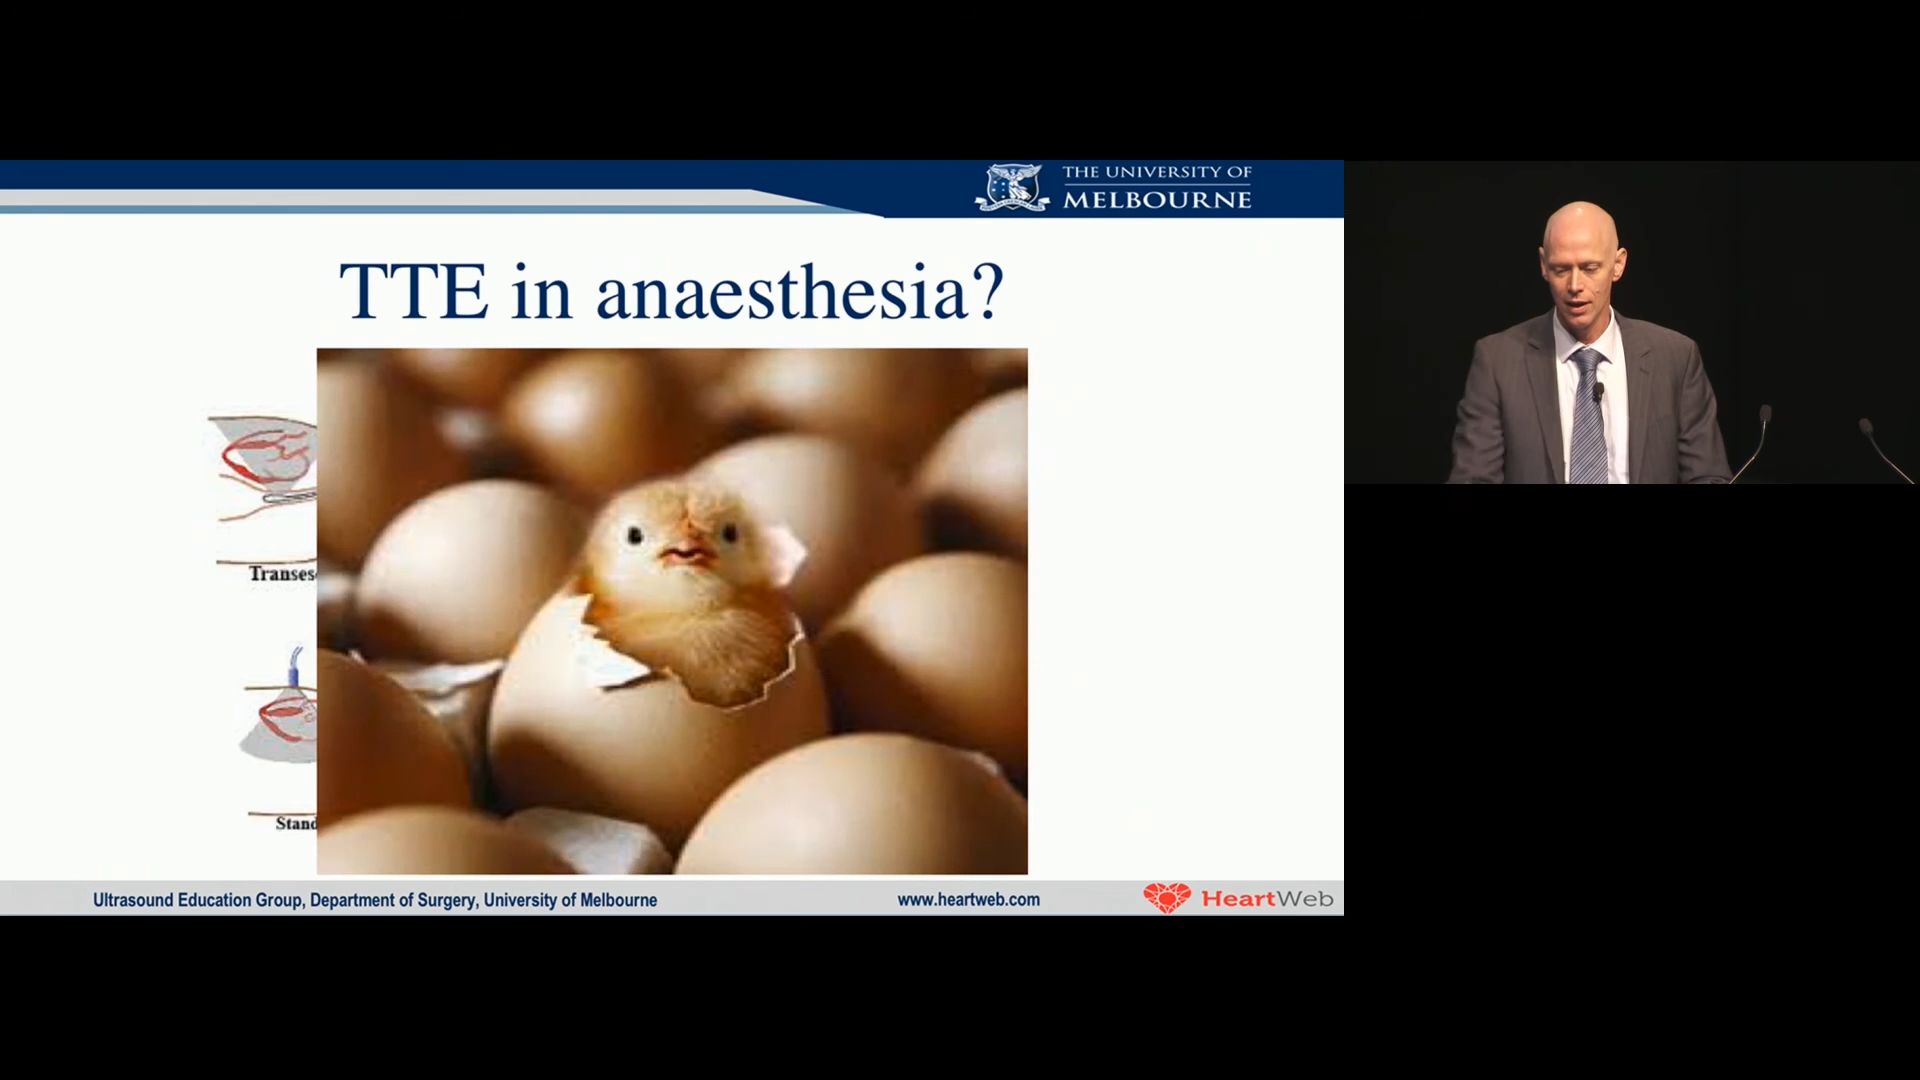 THE UNIVERSITY OF
MELBOURNE
TTE in anaesthesia?
Transes
Stand
Ultrasound Education Group, Department of Surgery, University of Melbourne
www.heartweb.com
HeartWeb